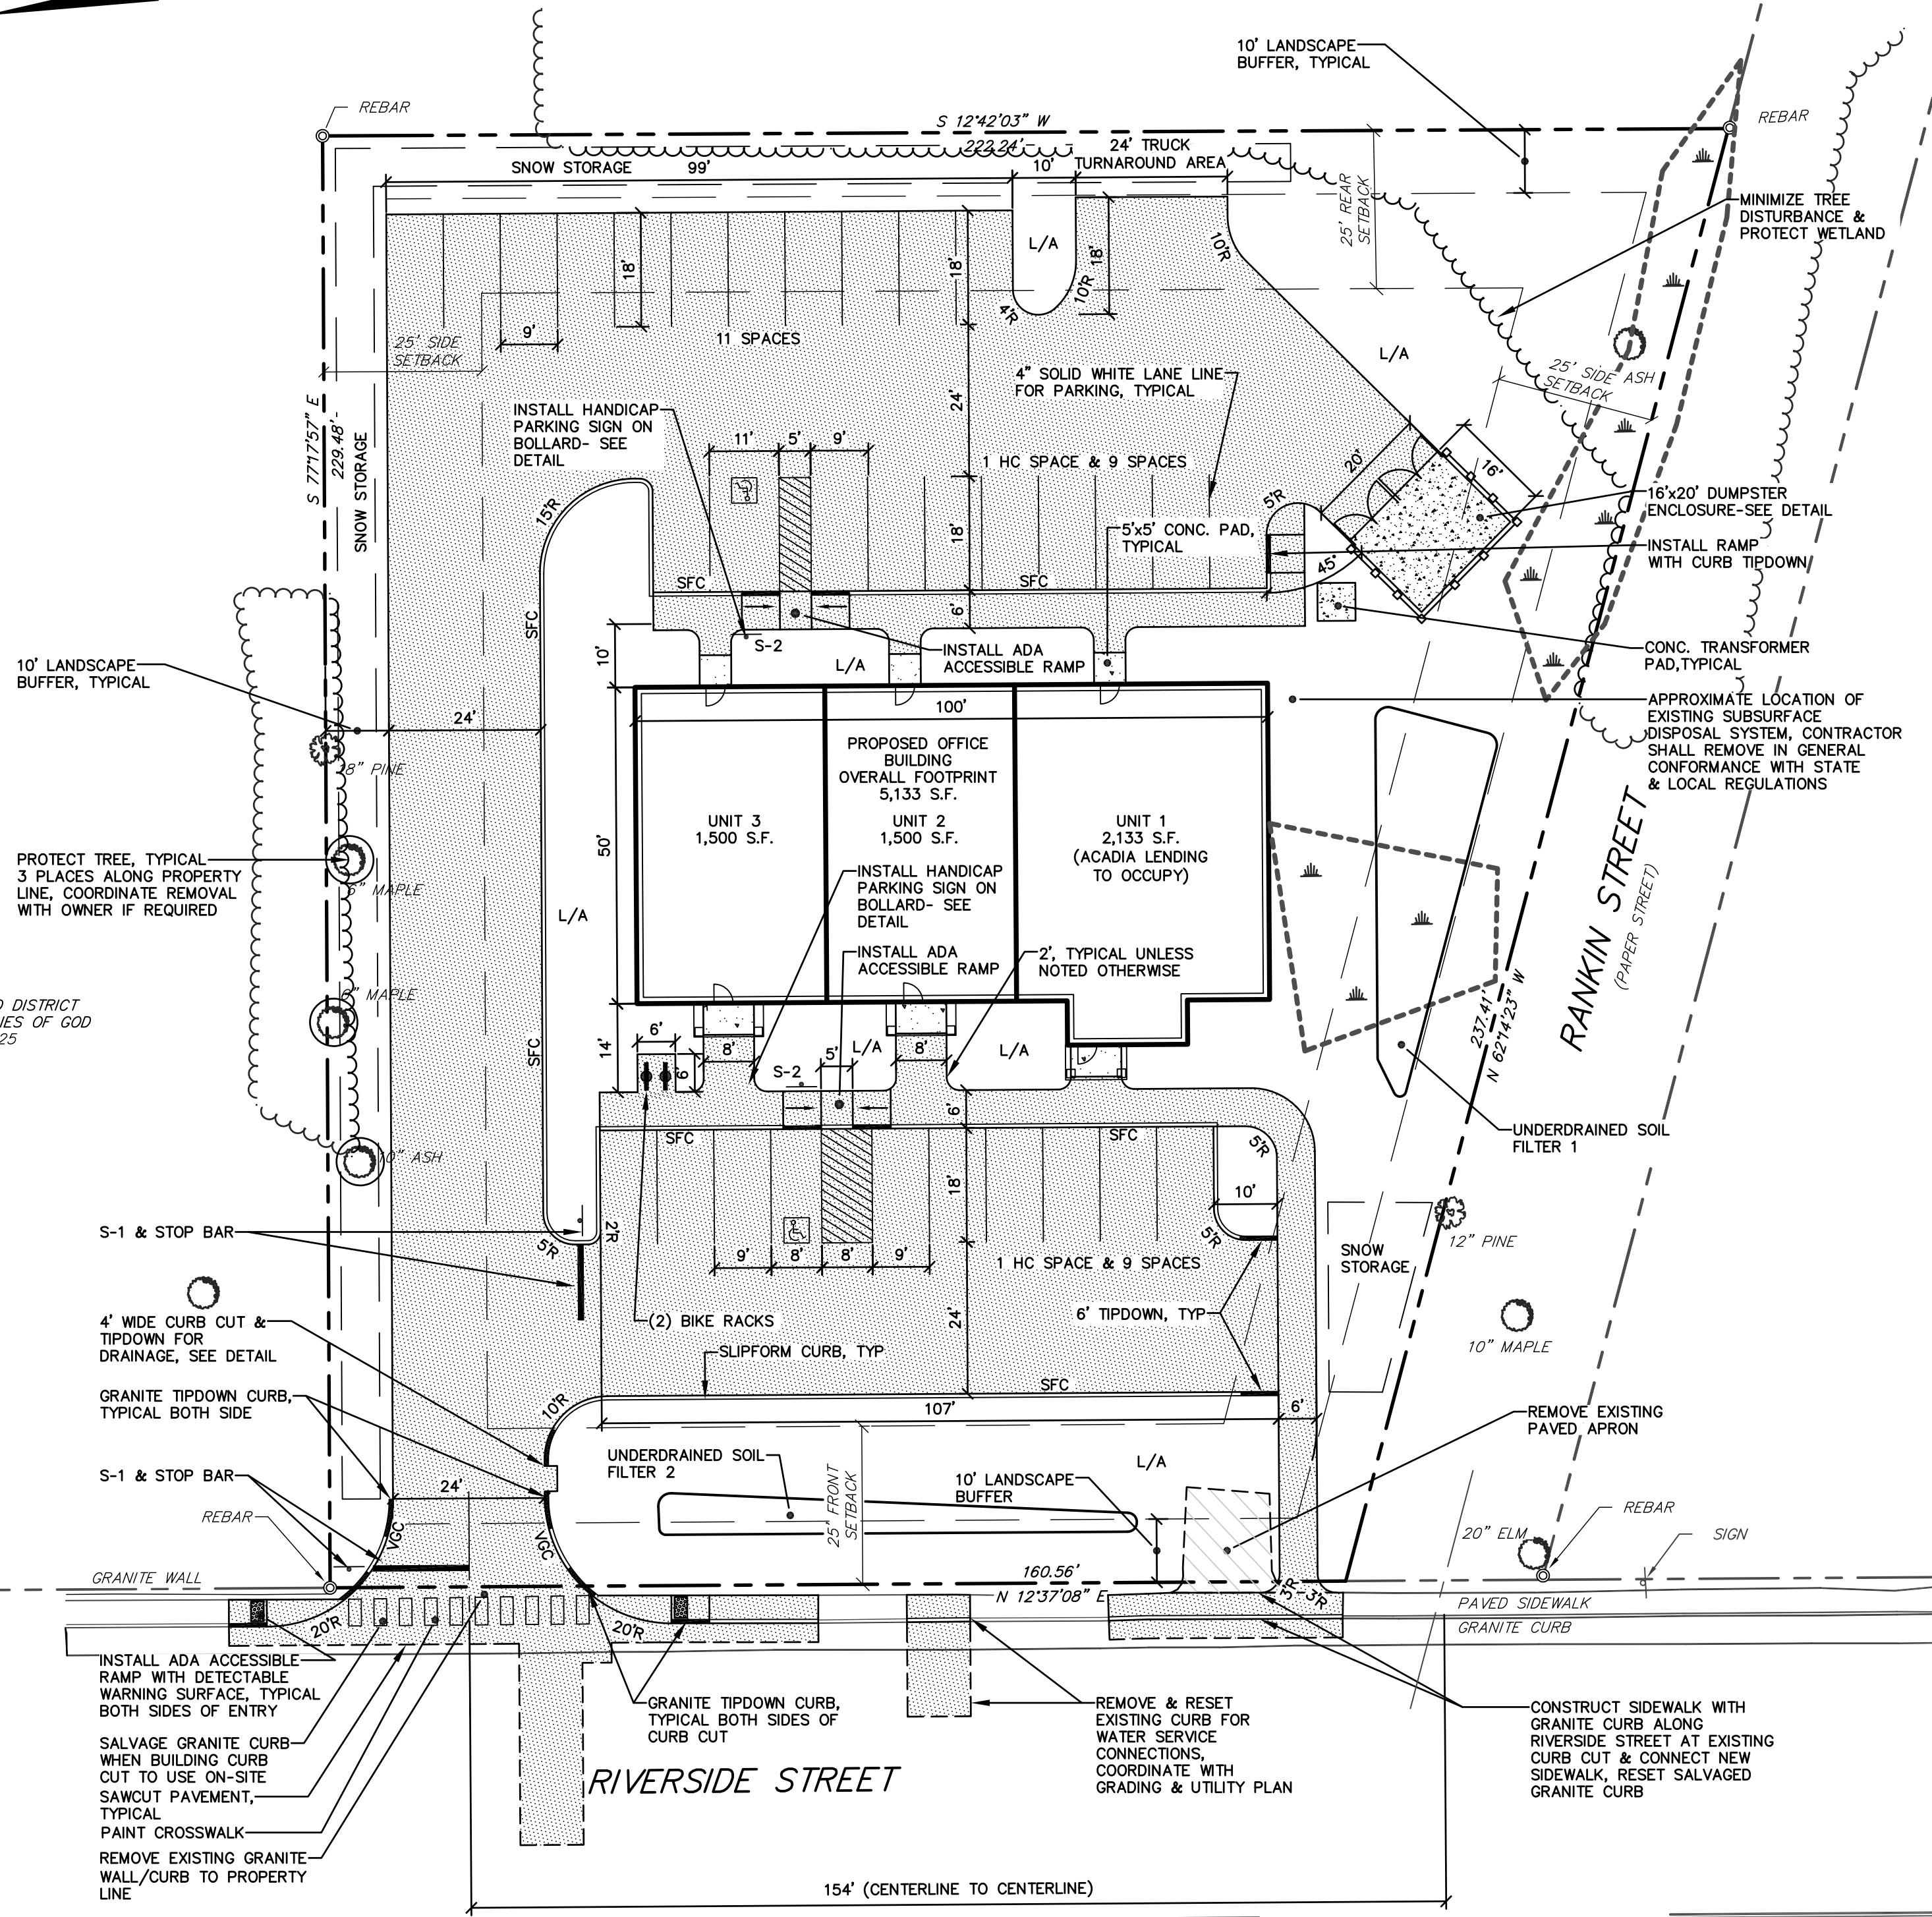 10' LANDSCAPE
BUFFER, TYPICAL
REBAR
S 12°42'03" W
222.24'
REBAR
24' TRUCK
TURNAROUND AREA
SNOW STORAGE
99'
10'
25' REAR
SETBACK
MINIMIZE TREE
DISTURBANCE &
PROTECT WETLAND
L/A
18'
18'
18'
10'R
10'R
4'R
9'
11 SPACES
25' SIDE
SETBACK
L/A
25' SIDE
SETBACK
ASH
S 77°17'57" E
229.48'
SNOW STORAGE
4" SOLID WHITE LANE LINE
FOR PARKING, TYPICAL
24'
INSTALL HANDICAP
PARKING SIGN ON
BOLLARD- SEE
DETAIL
11'
5'
9'
1 HC SPACE & 9 SPACES
20'
16'
16'x20' DUMPSTER
ENCLOSURE-SEE DETAIL
15'R
5'R
18'
5'x5' CONC. PAD,
TYPICAL
INSTALL RAMP
WITH CURB TIPDOWN
45°
SFC
SFC
SFC
6'
S-2
INSTALL ADA
ACCESSIBLE RAMP
L/A
10'
CONC. TRANSFORMER
PAD,TYPICAL
10' LANDSCAPE
BUFFER, TYPICAL
24'
100'
APPROXIMATE LOCATION OF
EXISTING SUBSURFACE
DISPOSAL SYSTEM, CONTRACTOR
SHALL REMOVE IN GENERAL
CONFORMANCE WITH STATE
& LOCAL REGULATIONS
18" PINE
PROPOSED OFFICE
BUILDING
OVERALL FOOTPRINT
5,133 S.F.
UNIT 3
1,500 S.F.
UNIT 2
1,500 S.F.
UNIT 1
2,133 S.F.
(ACADIA LENDING
TO OCCUPY)
50'
PROTECT TREE, TYPICAL
3 PLACES ALONG PROPERTY
LINE, COORDINATE REMOVAL
WITH OWNER IF REQUIRED
6" MAPLE
L/A
INSTALL HANDICAP
PARKING SIGN ON
BOLLARD- SEE
DETAIL
INSTALL ADA
ACCESSIBLE RAMP
2', TYPICAL UNLESS
NOTED OTHERWISE
RANKIN STREET
(PAPER STREET)
237.41'
N 62°14'23" W
DISTRICT
OF GOD
25
MAPLE
SFC
14'
6'
6'
8'
5'
L/A
8'
L/A
L/A
S-2
6'
UNDERDRAINED SOIL
FILTER 1
SFC
SFC
5'R
10" ASH
18'
10'
S-1 & STOP BAR
5'R
2'R
5'R
9'
8'
8'
9'
1 HC SPACE & 9 SPACES
SNOW
STORAGE
12" PINE
4' WIDE CURB CUT &
TIPDOWN FOR
DRAINAGE, SEE DETAIL
(2) BIKE RACKS
24'
6' TIPDOWN, TYP
10" MAPLE
SLIPFORM CURB, TYP
SFC
GRANITE TIPDOWN CURB,
TYPICAL BOTH SIDE
10'R
107'
6'
REMOVE EXISTING
PAVED APRON
S-1 & STOP BAR
24'
UNDERDRAINED SOIL
FILTER 2
25' FRONT
SETBACK
10' LANDSCAPE
BUFFER
L/A
REBAR
VGC
VGC
20" ELM
REBAR
SIGN
GRANITE WALL
160.56'
N 12°37'08" E
3'R
3'R
PAVED SIDEWALK
GRANITE CURB
20'R
20'R
INSTALL ADA ACCESSIBLE
RAMP WITH DETECTABLE
WARNING SURFACE, TYPICAL
BOTH SIDES OF ENTRY
SALVAGE GRANITE CURB
WHEN BUILDING CURB
CUT TO USE ON-SITE
SAWCUT PAVEMENT,
TYPICAL
PAINT CROSSWALK
REMOVE EXISTING GRANITE
WALL/CURB TO PROPERTY
LINE
GRANITE TIPDOWN CURB,
TYPICAL BOTH SIDES OF
CURB CUT
RIVERSIDE STREET
REMOVE & RESET
EXISTING CURB FOR
WATER SERVICE
CONNECTIONS,
COORDINATE WITH
GRADING & UTILITY PLAN
CONSTRUCT SIDEWALK WITH
GRANITE CURB ALONG
RIVERSIDE STREET AT EXISTING
CURB CUT & CONNECT NEW
SIDEWALK, RESET SALVAGED
GRANITE CURB
154' (CENTERLINE TO CENTERLINE)